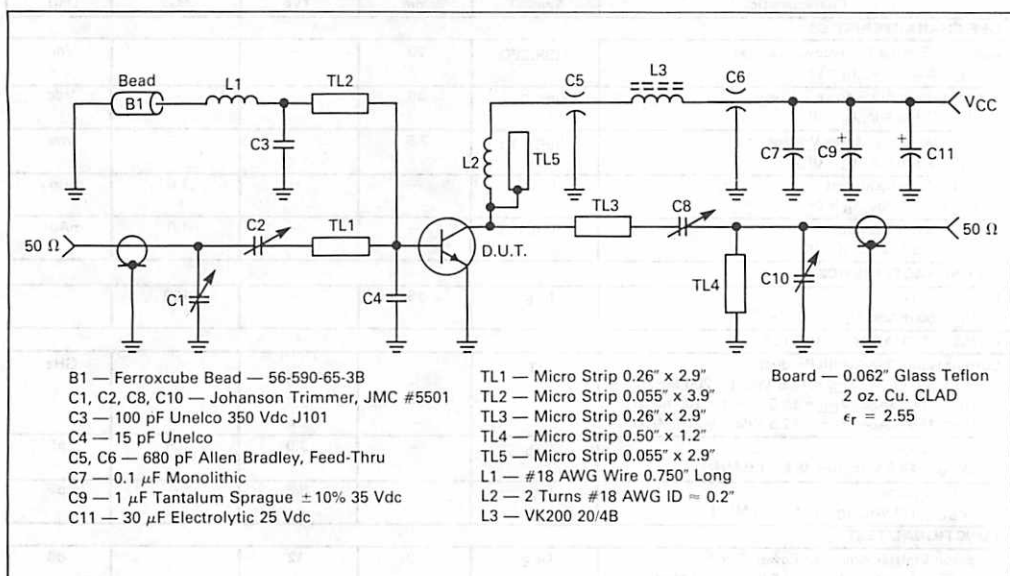 Bead
B1
L1
TL2
C3
C5
L3
C6
VCC
L2
TL5
C7
+
C9
+
C11
50 Ω
C2
TL1
D.U.T.
TL3
C8
50 Ω
C1
C4
TL4
C10
B1 — Ferroxcube Bead — 56-590-65-3B
C1, C2, C8, C10 — Johanson Trimmer, JMC #5501
C3 — 100 pF Unelco 350 Vdc J101
C4 — 15 pF Unelco
C5, C6 — 680 pF Allen Bradley, Feed-Thru
C7 — 0.1 μF Monolithic
C9 — 1 μF Tantalum Sprague ±10% 35 Vdc
C11 — 30 μF Electrolytic 25 Vdc
TL1 — Micro Strip 0.26" x 2.9"
TL2 — Micro Strip 0.055" x 3.9"
TL3 — Micro Strip 0.26" x 2.9"
TL4 — Micro Strip 0.50" x 1.2"
TL5 — Micro Strip 0.055" x 2.9"
L1 — #18 AWG Wire 0.750" Long
L2 — 2 Turns #18 AWG ID ≈ 0.2"
L3 — VK200 20/4B
Board Material — 0.062" Glass Teflon
2 oz. Cu. CLAD
εr = 2.55